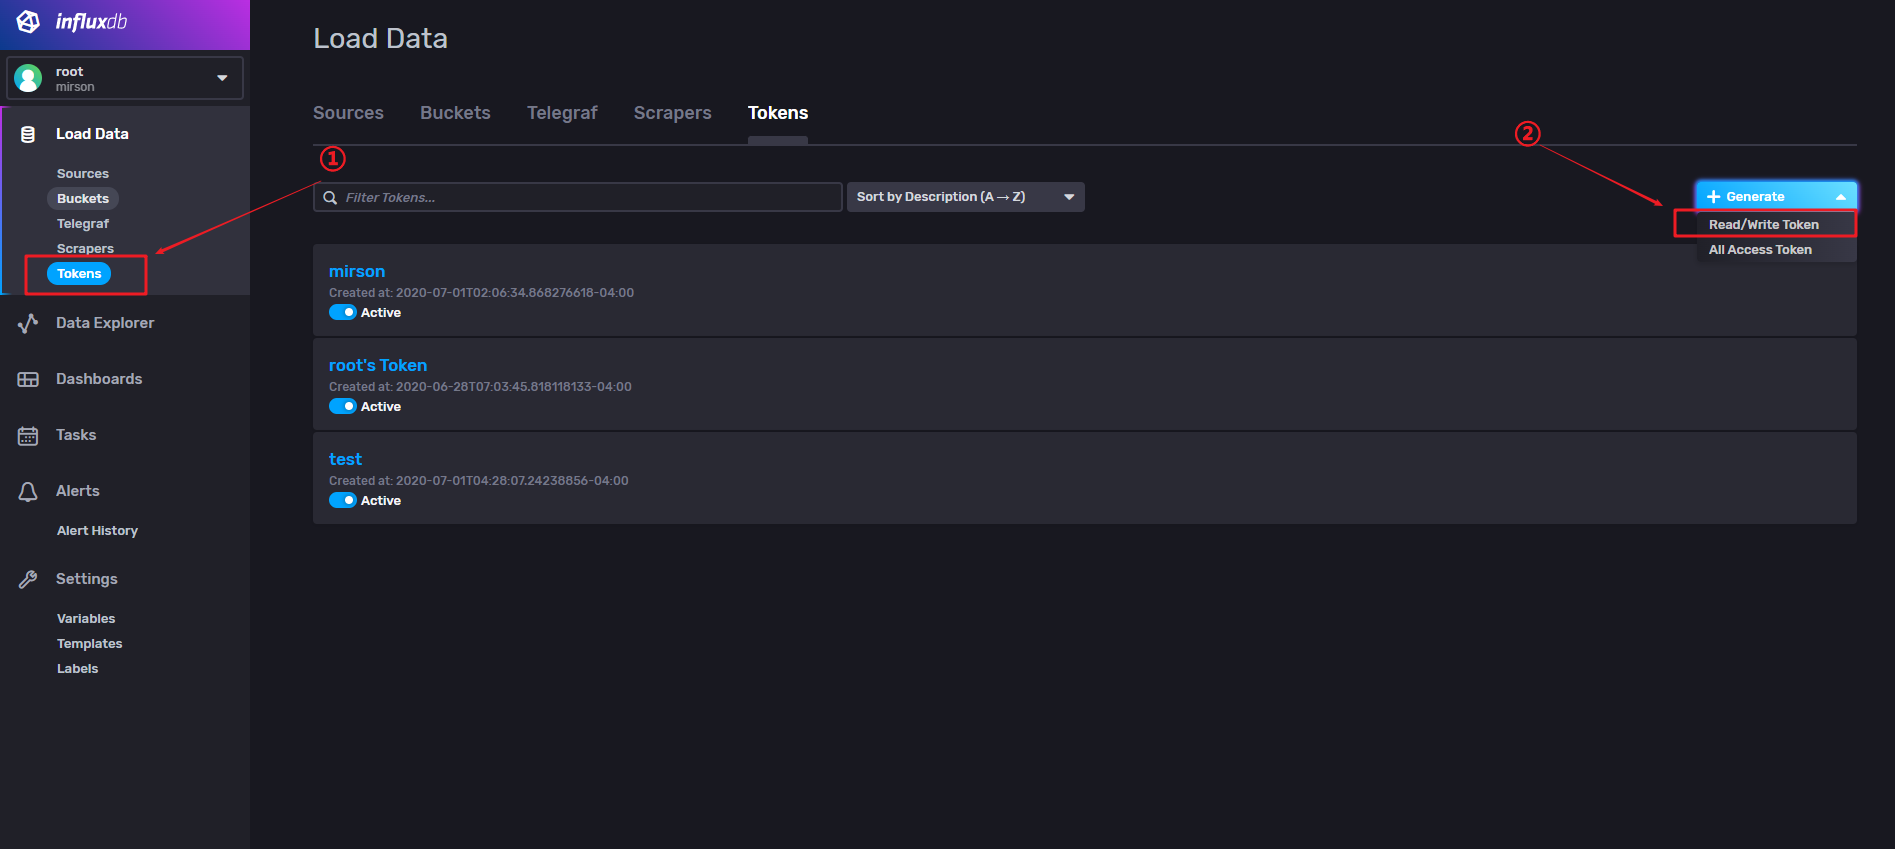 influxdb
root
mirson
Load Data
Sources
Buckets
Telegraf
Scrapers
Tokens
Data Explorer
Dashboards
Tasks
Alerts
Alert History
Settings
Variables
Templates
Labels
Load Data
Sources Buckets Telegraf Scrapers Tokens
①
②
Filter Tokens...
Sort by Description (A → Z)
+ Generate
Read/Write Token
All Access Token
mirson
Created at: 2020-07-01T02:06:34.868276618-04:00
Active
root's Token
Created at: 2020-06-28T07:03:45.818118133-04:00
Active
test
Created at: 2020-07-01T04:28:07.24238856-04:00
Active